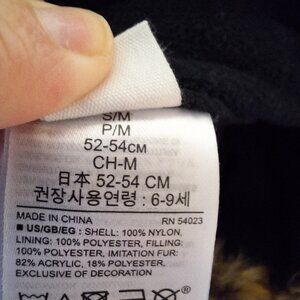 S/M
P/M
52-54CM
CH-M
日本 52-54 CM
권장사용연령 : 6-9세
MADE IN CHINA RN 54023
■ US/GB/EG : SHELL: 100% NYLON,
LINING: 100% POLYESTER, FILLING:
100% POLYESTER, IMITATION FUR:
82% ACRYLIC, 18% POLYESTER,
EXCLUSIVE OF DECORATION